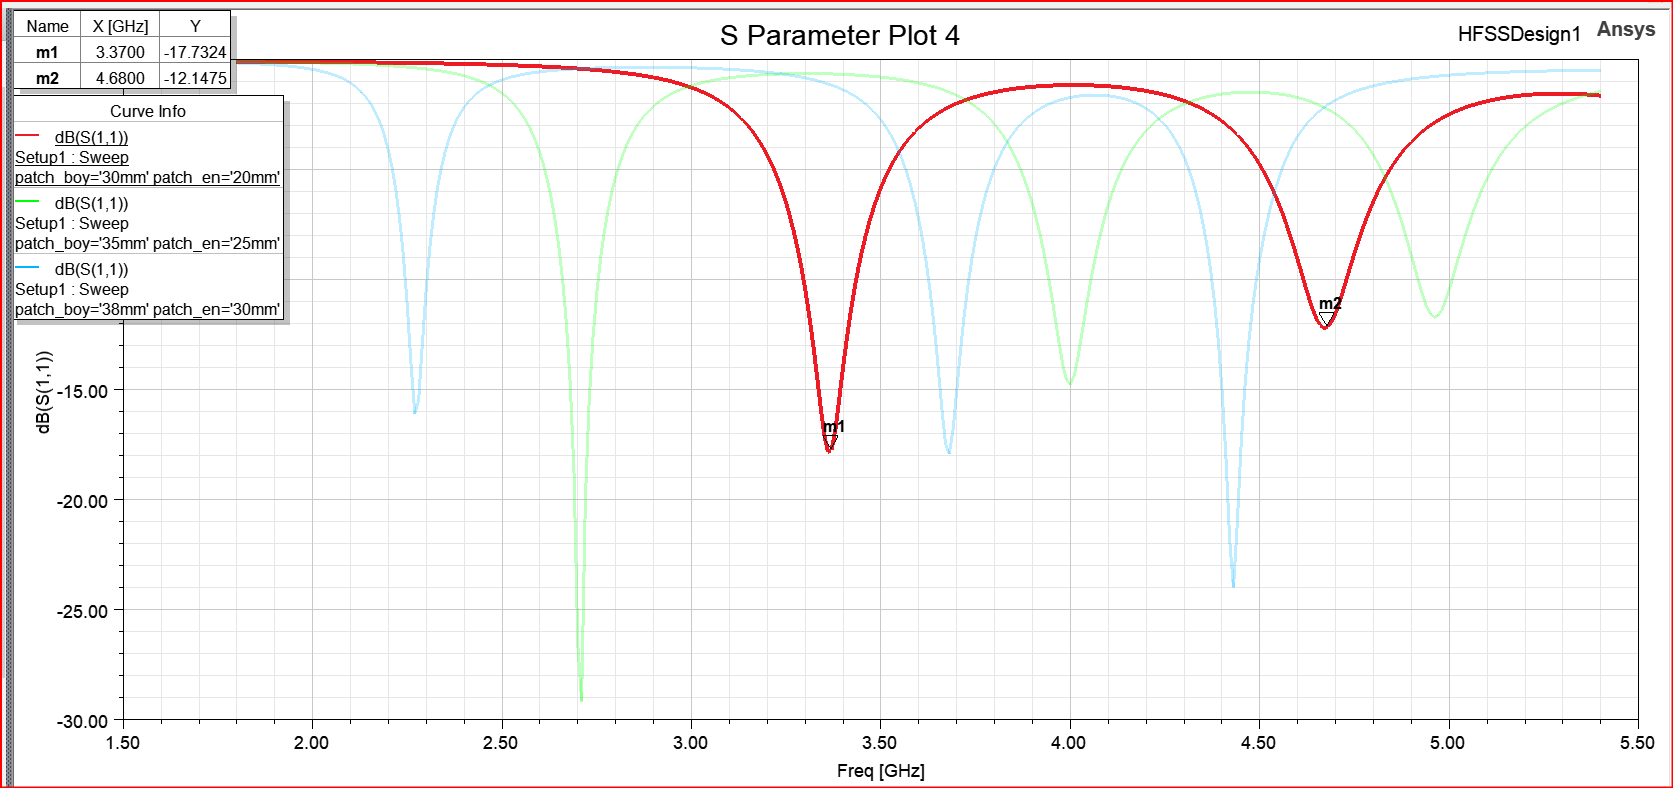 Name X [GHz] Y
m1 3.3700 -17.7324
m2 4.6800 -12.1475
S Parameter Plot 4
HFSSDesign1 Ansys
Curve Info
dB(S(1,1))
Setup1 : Sweep
patch_boy='30mm' patch_en='20mm'
dB(S(1,1))
Setup1 : Sweep
patch_boy='35mm' patch_en='25mm'
dB(S(1,1))
Setup1 : Sweep
patch_boy='38mm' patch_en='30mm'
m2
m1
dB(S(1,1))
-15.00
-20.00
-25.00
-30.00
1.50 2.00 2.50 3.00 3.50 4.00 4.50 5.00 5.50
Freq [GHz]